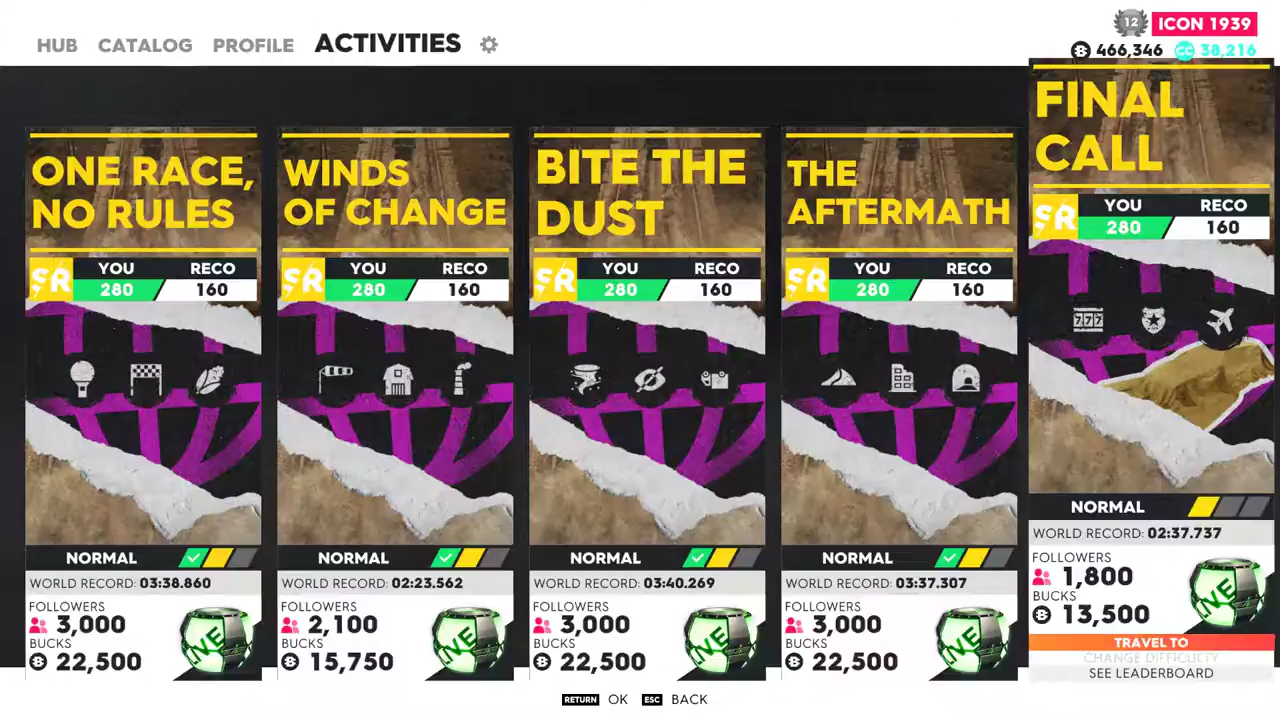 12 ICON 1939
HUB CATALOG PROFILE ACTIVITIES
466,346 CC 38,216
ONE RACE,
NO RULES
SR YOU RECO
280 160
NORMAL
WORLD RECORD: 03:38.860
FOLLOWERS
3,000
BUCKS
22,500
WINDS
OF CHANGE
SR YOU RECO
280 160
NORMAL
WORLD RECORD: 02:23.562
FOLLOWERS
2,100
BUCKS
15,750
BITE THE
DUST
SR YOU RECO
280 160
NORMAL
WORLD RECORD: 03:40.269
FOLLOWERS
3,000
BUCKS
22,500
THE
AFTERMATH
SR YOU RECO
280 160
NORMAL
WORLD RECORD: 03:37.307
FOLLOWERS
3,000
BUCKS
22,500
FINAL
CALL
SR YOU RECO
280 160
777
NORMAL
WORLD RECORD: 02:37.737
FOLLOWERS
1,800
BUCKS
13,500
TRAVEL TO
CHANGE DIFFICULTY
SEE LEADERBOARD
RETURN OK ESC BACK